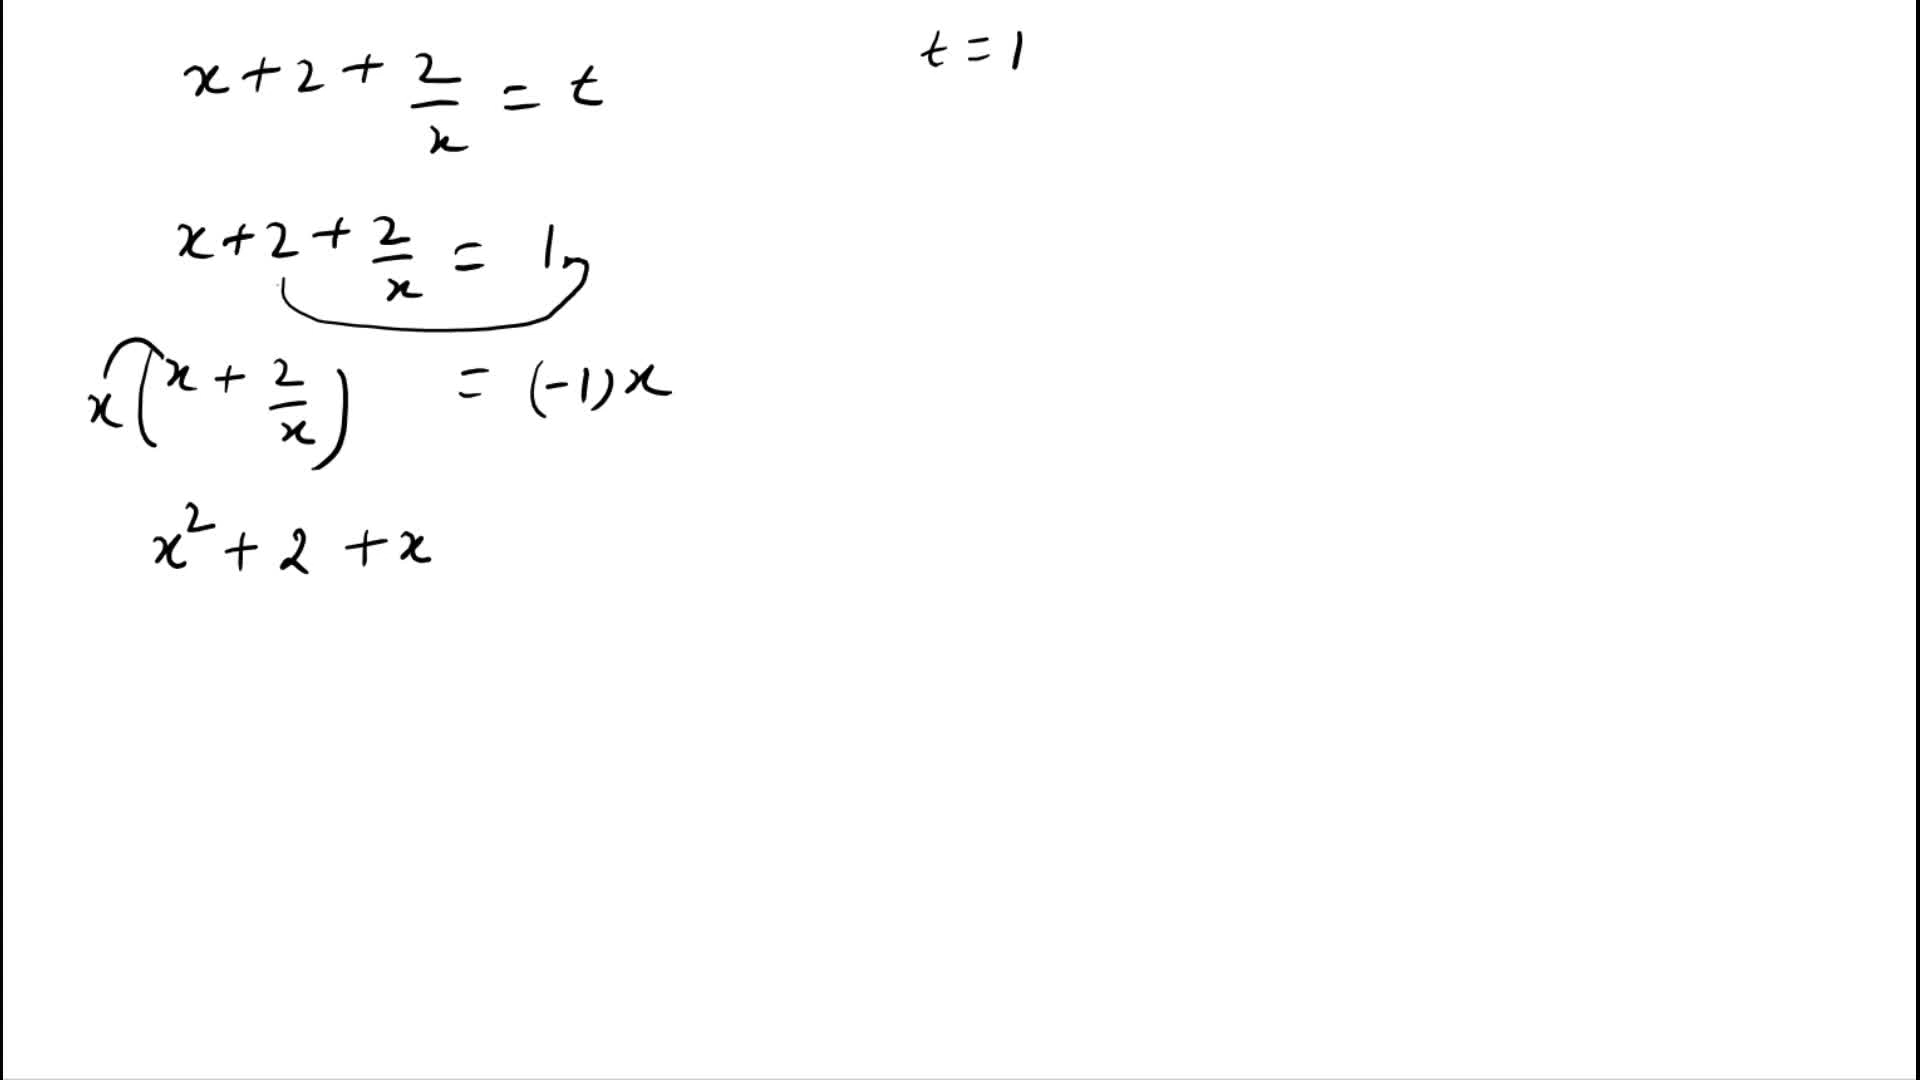 x + 2 + 2/x = t
t = 1
x + 2 + 2/x = 1
x(x + 2/x) = (-1)x
x² + 2 + x